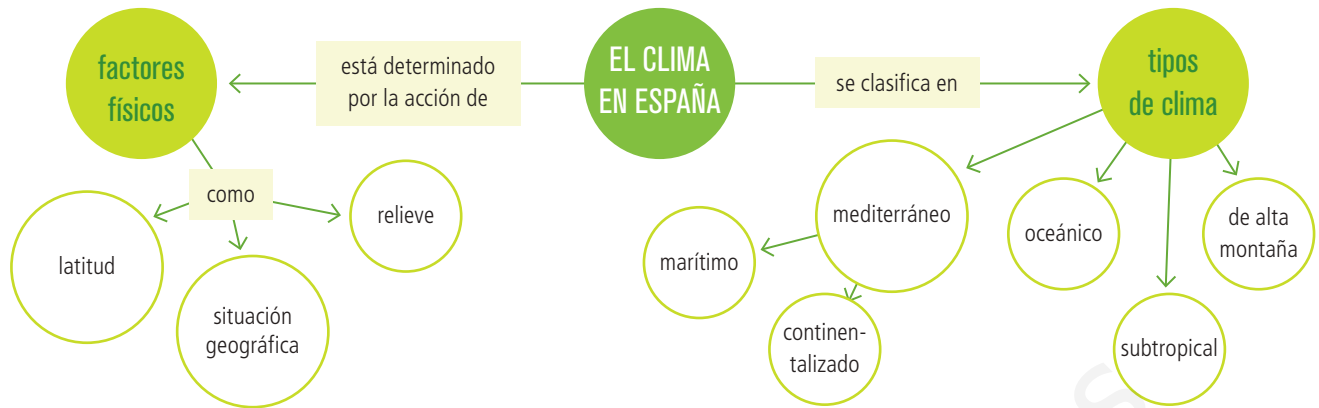 EL CLIMA
EN ESPAÑA
está determinado
por la acción de
factores
físicos
como
latitud
situación
geográfica
relieve
se clasifica en
tipos
de clima
mediterráneo
marítimo
continen-
talizado
oceánico
subtropical
de alta
montaña